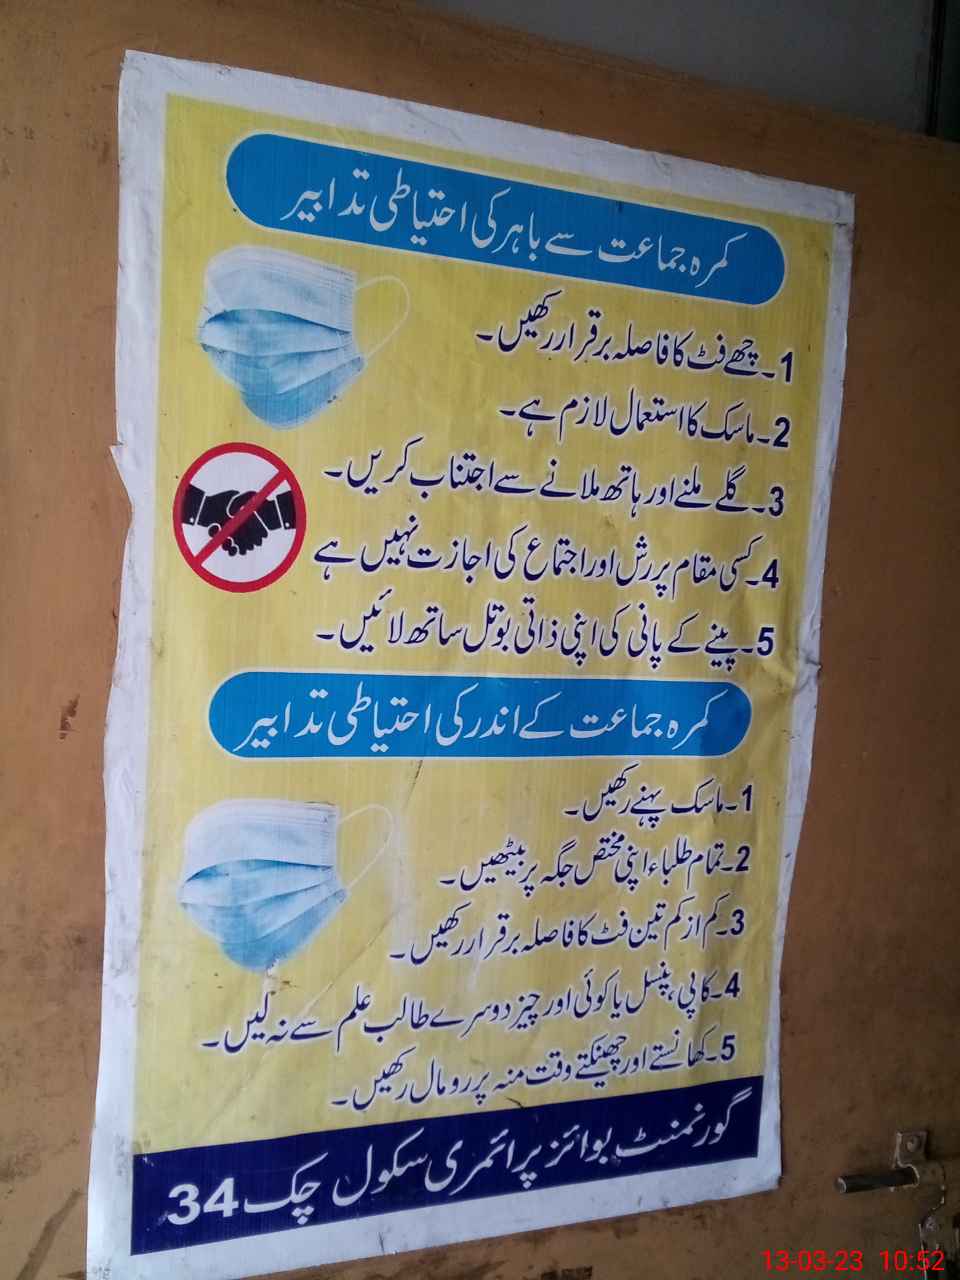 کمرہ جماعت سے باہر کی احتیاطی تدابیر
1۔ چھے فٹ کا فاصلہ برقرار رکھیں۔
2۔ ماسک کا استعمال لازم ہے۔
3۔ گلے ملنے اور ہاتھ ملانے سے اجتناب کریں۔
4۔ کسی مقام پر رش اور اجتماع کی اجازت نہیں ہے
5۔ پینے کے پانی کی اپنی ذاتی بوتل ساتھ لائیں۔
کمرہ جماعت کے اندر کی احتیاطی تدابیر
1۔ ماسک پہنے رکھیں۔
2۔ تمام طلباء اپنی مختص جگہ پر بیٹھیں۔
3۔ کم از کم تین فٹ کا فاصلہ برقرار رکھیں۔
4۔ کاپی، پنسل یا کوئی اور چیز دوسرے طالب علم سے نہ لیں۔
5۔ کھانستے اور چھینکتے وقت منہ پر رومال رکھیں۔
گورنمنٹ بوائز پرائمری سکول چک 34
13-03-23 10:52